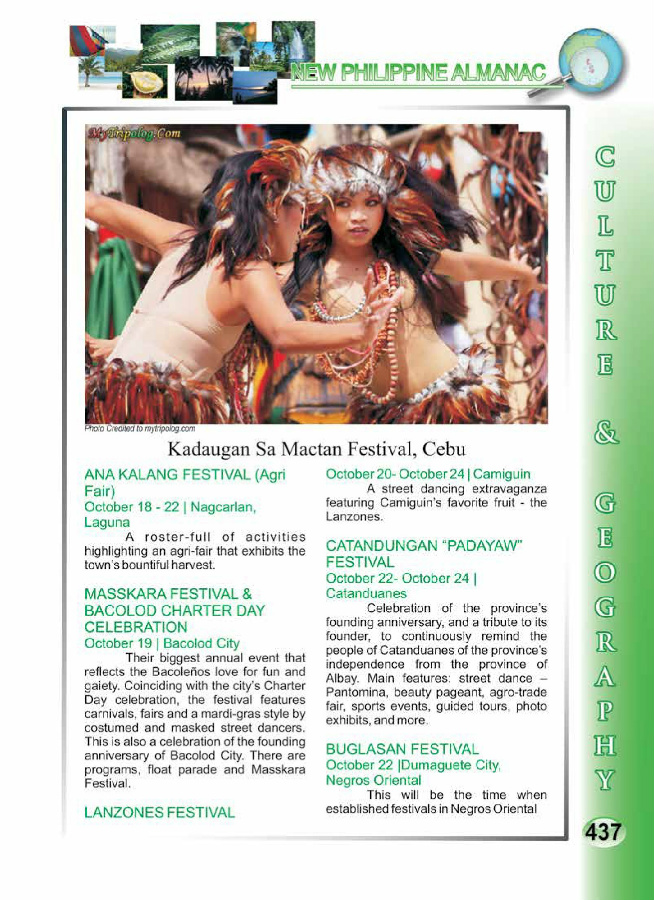 NEW PHILIPPINE ALMANAC
MyTripolog.Com
Photo Credited to mytripolog.com
Kadaugan Sa Mactan Festival, Cebu
ANA KALANG FESTIVAL (Agri
Fair)
October 18 - 22 | Nagcarlan,
Laguna
A roster-full of activities
highlighting an agri-fair that exhibits the
town's bountiful harvest.
MASSKARA FESTIVAL &
BACOLOD CHARTER DAY
CELEBRATION
October 19 | Bacolod City
Their biggest annual event that
reflects the Bacoleños love for fun and
gaiety. Coinciding with the city's Charter
Day celebration, the festival features
carnivals, fairs and a mardi-gras style by
costumed and masked street dancers.
This is also a celebration of the founding
anniversary of Bacolod City. There are
programs, float parade and Masskara
Festival.
LANZONES FESTIVAL
October 20- October 24 | Camiguin
A street dancing extravaganza
featuring Camiguin's favorite fruit - the
Lanzones.
CATANDUNGAN “PADAYAW”
FESTIVAL
October 22- October 24 |
Catanduanes
Celebration of the province's
founding anniversary, and a tribute to its
founder, to continuously remind the
people of Catanduanes of the province's
independence from the province of
Albay. Main features: street dance –
Pantomina, beauty pageant, agro-trade
fair, sports events, guided tours, photo
exhibits, and more.
BUGLASAN FESTIVAL
October 22 |Dumaguete City,
Negros Oriental
This will be the time when
established festivals in Negros Oriental
CULTURE & GEOGRAPHY
437